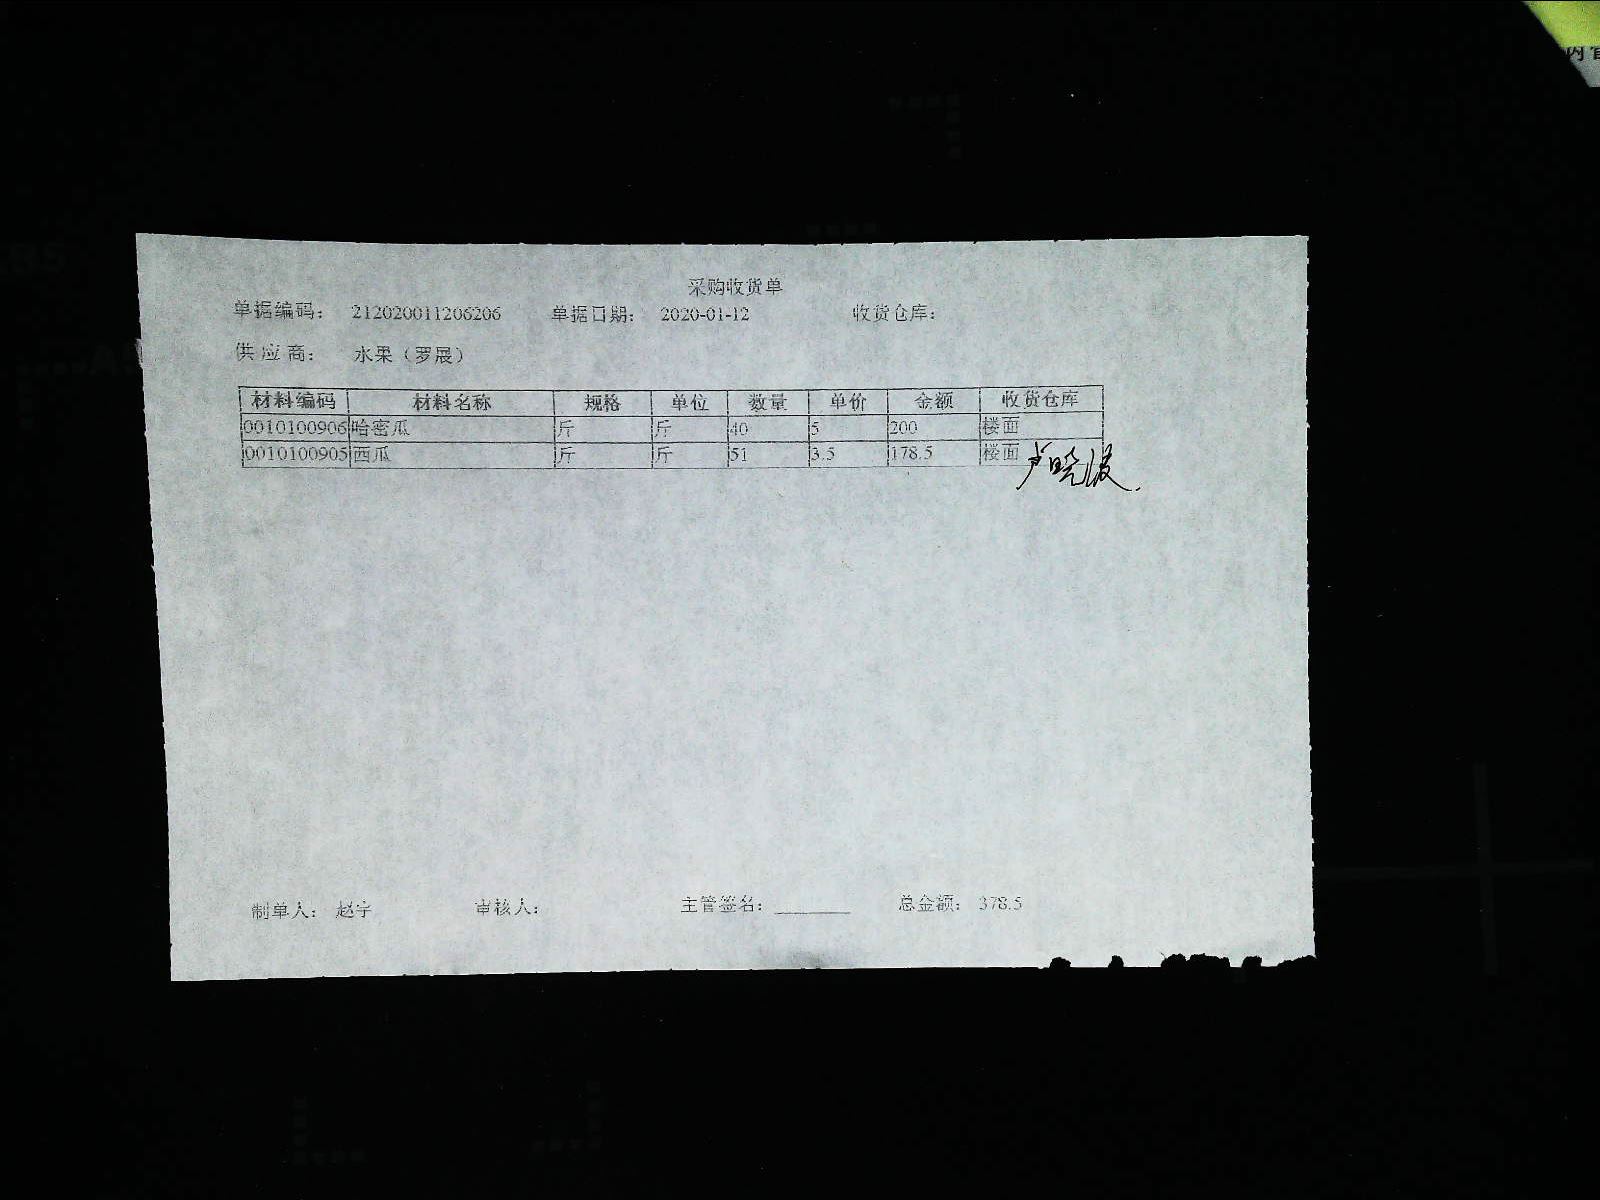 采购收货单
单据编码： 212020011206206 单据日期： 2020-01-12 收货仓库：
供 应 商： 水果（罗展）
材料编码 材料名称 规格 单位 数量 单价 金额 收货仓库
0010100906 哈密瓜 斤 斤 40 5 200 楼面
0010100905 西瓜 斤 斤 51 3.5 178.5 楼面
制单人： 赵宇 审核人： 主管签名： ________ 总金额： 378.5